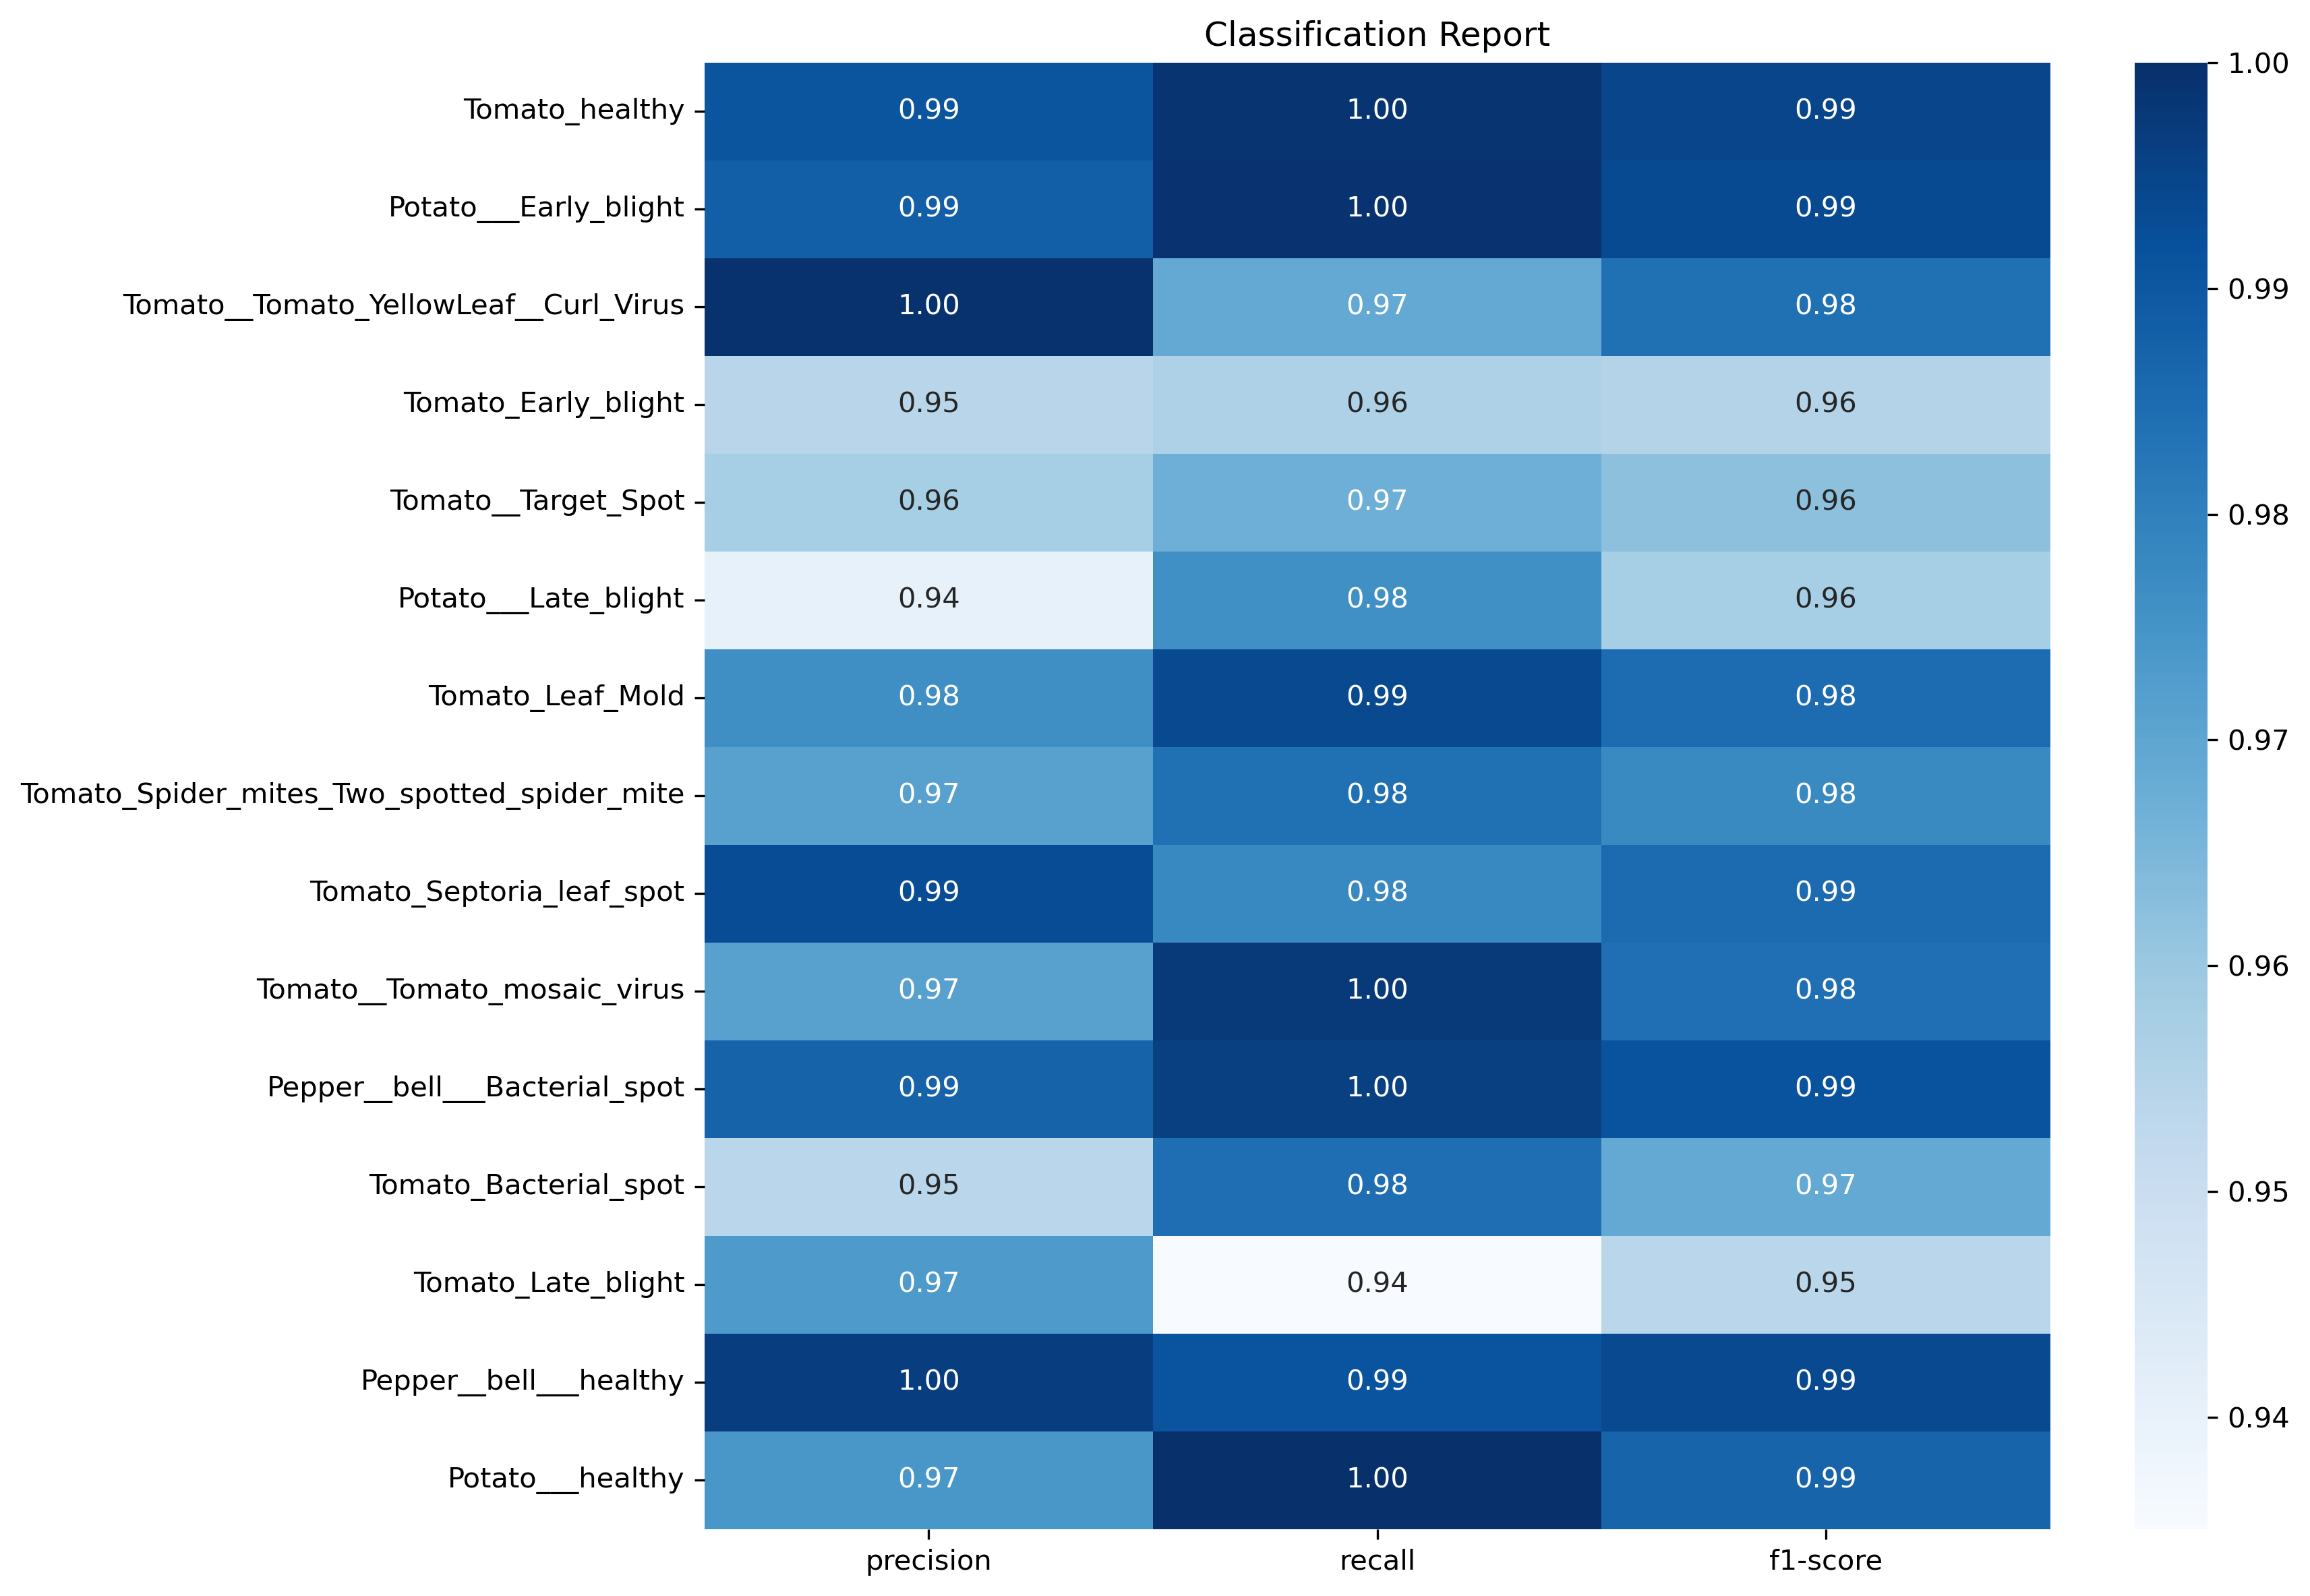 Classification Report
Tomato_healthy 0.99 1.00 0.99
Potato___Early_blight 0.99 1.00 0.99
Tomato__Tomato_YellowLeaf__Curl_Virus 1.00 0.97 0.98
Tomato_Early_blight 0.95 0.96 0.96
Tomato__Target_Spot 0.96 0.97 0.96
Potato___Late_blight 0.94 0.98 0.96
Tomato_Leaf_Mold 0.98 0.99 0.98
Tomato_Spider_mites_Two_spotted_spider_mite 0.97 0.98 0.98
Tomato_Septoria_leaf_spot 0.99 0.98 0.99
Tomato__Tomato_mosaic_virus 0.97 1.00 0.98
Pepper__bell___Bacterial_spot 0.99 1.00 0.99
Tomato_Bacterial_spot 0.95 0.98 0.97
Tomato_Late_blight 0.97 0.94 0.95
Pepper__bell___healthy 1.00 0.99 0.99
Potato___healthy 0.97 1.00 0.99
precision recall f1-score
1.00
0.99
0.98
0.97
0.96
0.95
0.94